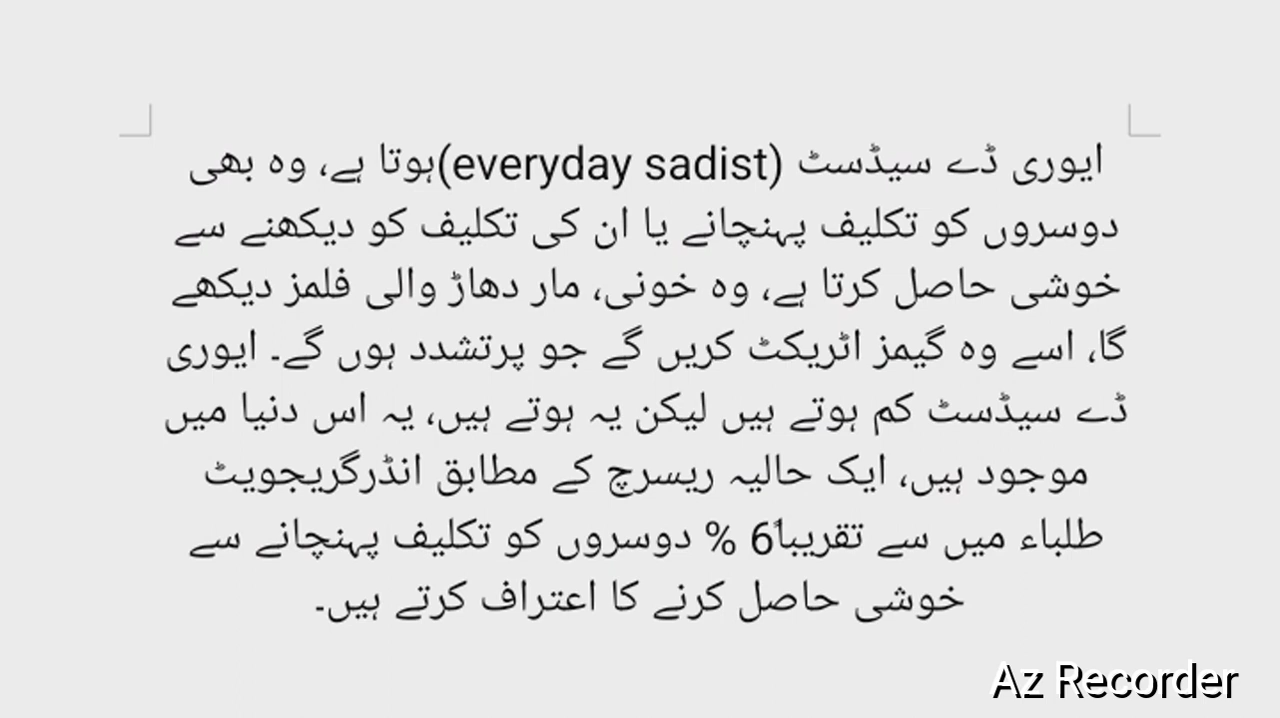 ایوری ڈے سیڈسٹ (everyday sadist)ہوتا ہے، وہ بھی
دوسروں کو تکلیف پہنچانے یا ان کی تکلیف کو دیکھنے سے
خوشی حاصل کرتا ہے، وہ خونی، مار دھاڑ والی فلمز دیکھے
گا، اسے وہ گیمز اٹریکٹ کریں گے جو پرتشدد ہوں گے۔ ایوری
ڈے سیڈسٹ کم ہوتے ہیں لیکن یہ ہوتے ہیں، یہ اس دنیا میں
موجود ہیں، ایک حالیہ ریسرچ کے مطابق انڈرگریجویٹ
طلباء میں سے تقریباً6 % دوسروں کو تکلیف پہنچانے سے
خوشی حاصل کرنے کا اعتراف کرتے ہیں۔
Az Recorder